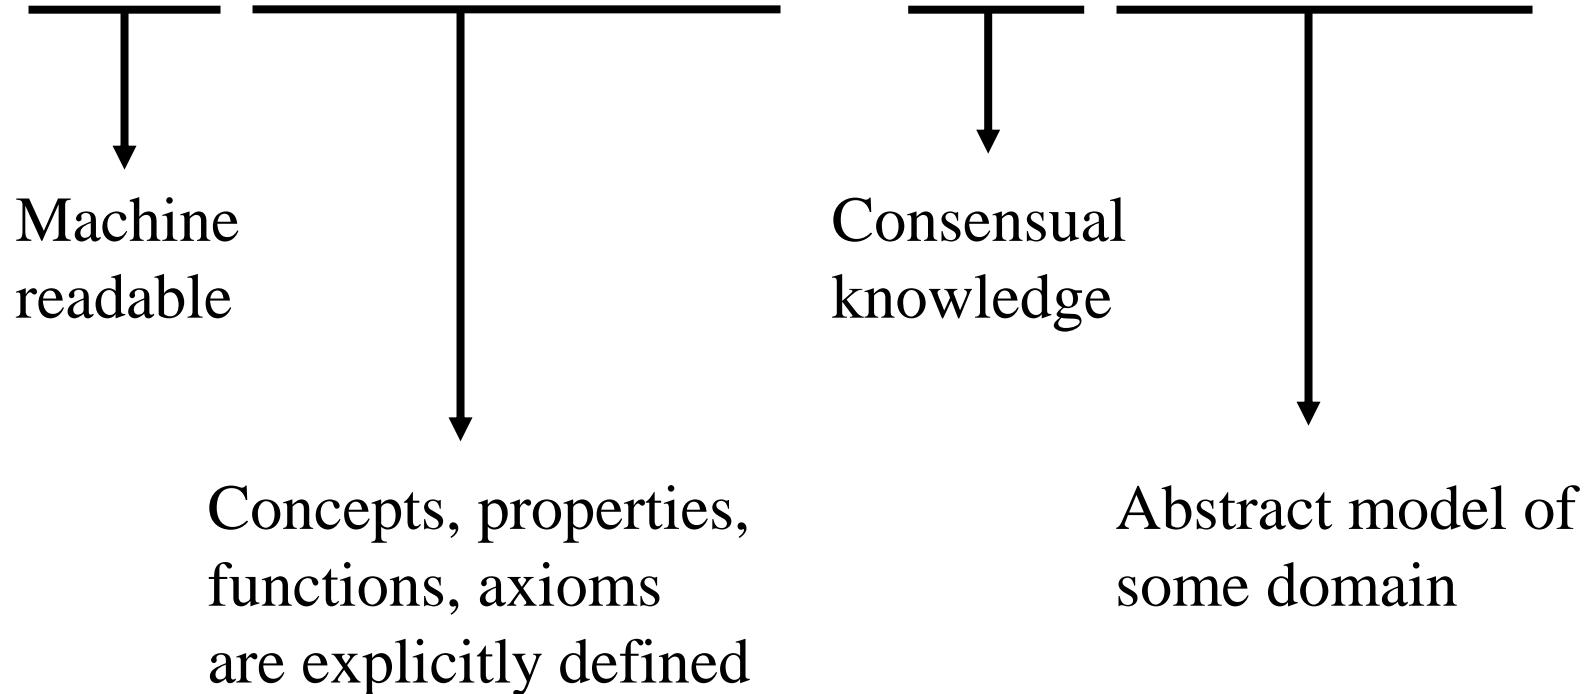 Machine
readable
Consensual
knowledge
Concepts, properties,
functions, axioms
are explicitly defined
Abstract model of
some domain